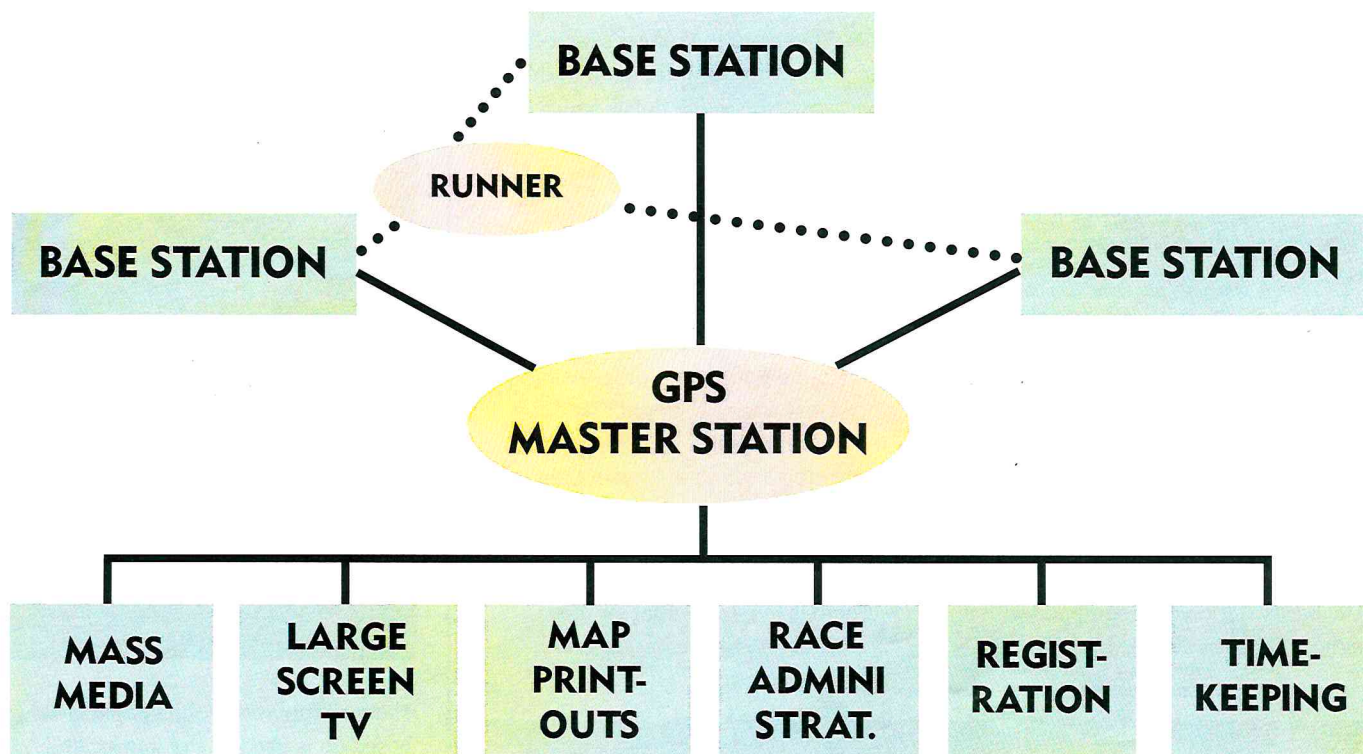 BASE STATION
RUNNER
BASE STATION
BASE STATION
GPS
MASTER STATION
MASS
MEDIA
LARGE
SCREEN
TV
MAP
PRINT-
OUTS
RACE
ADMINI
STRAT.
REGIST-
RATION
TIME-
KEEPING